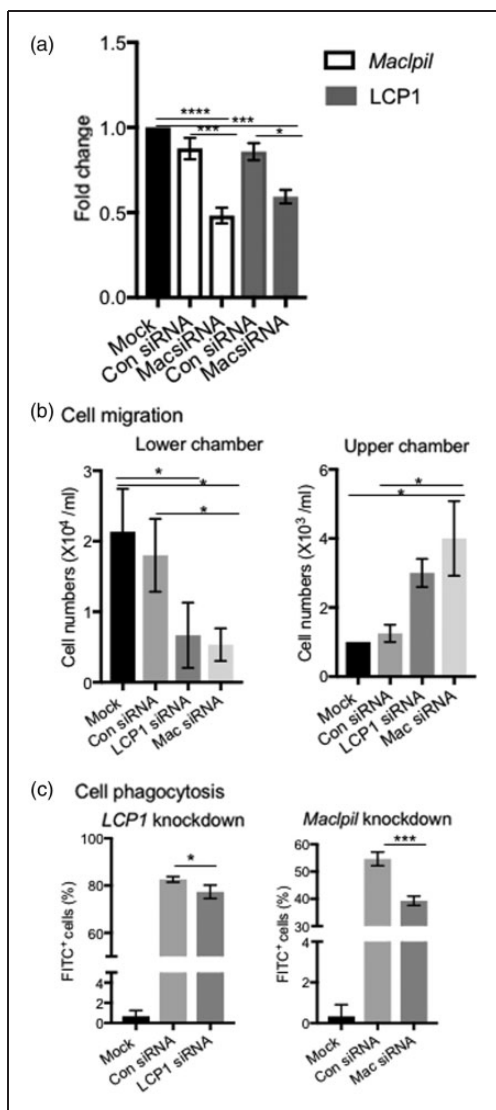 (a)
1.5
1.0
0.5
0.0
Fold change
Maclpil
LCP1
****
***
***
*
Mock
Con siRNA
MacsiRNA
Con siRNA
MacsiRNA
(b) Cell migration
Lower chamber
3
2
1
0
Cell numbers (X10⁴ /ml)
*
*
*
Mock
Con siRNA
LCP1 siRNA
Mac siRNA
Upper chamber
6
4
2
0
Cell numbers (X10³ /ml)
*
*
Mock
Con siRNA
LCP1 siRNA
Mac siRNA
(c) Cell phagocytosis
LCP1 knockdown
100
80
60
4
2
0
FITC⁺ cells (%)
*
Mock
Con siRNA
LCP1 siRNA
Maclpil knockdown
60
50
40
30
4
2
0
FITC⁺ cells (%)
***
Mock
Con siRNA
Mac siRNA